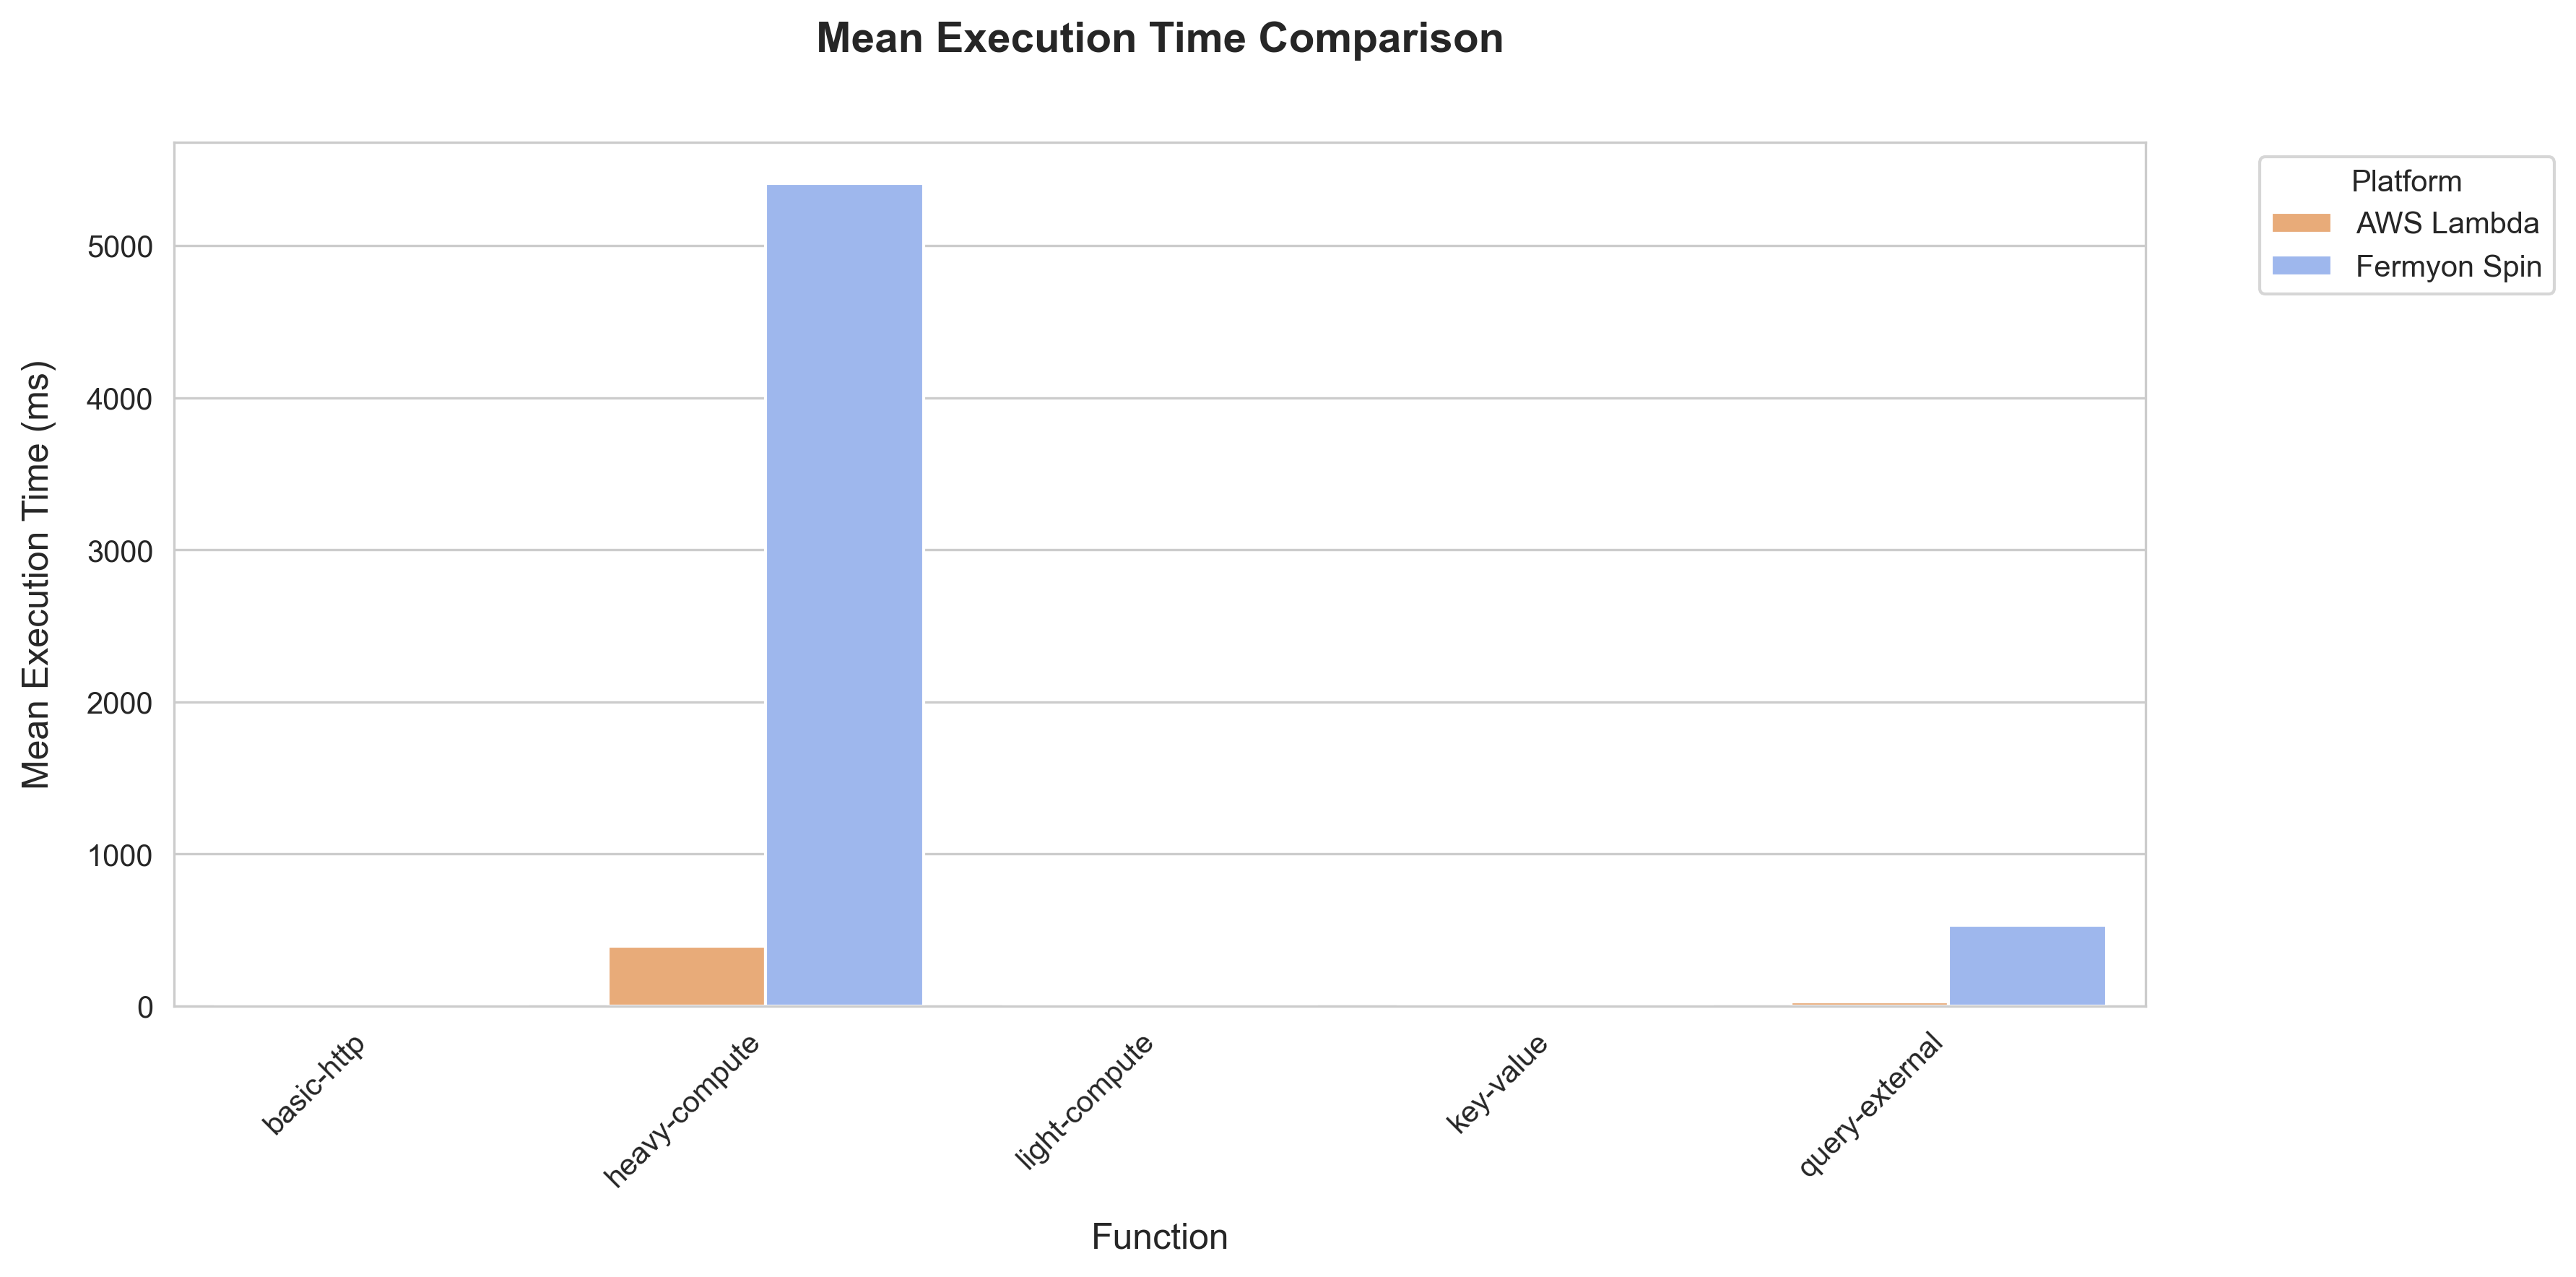 Mean Execution Time Comparison
Platform
AWS Lambda
Fermyon Spin
Mean Execution Time (ms)
5000
4000
3000
2000
1000
0
basic-http
heavy-compute
light-compute
key-value
query-external
Function